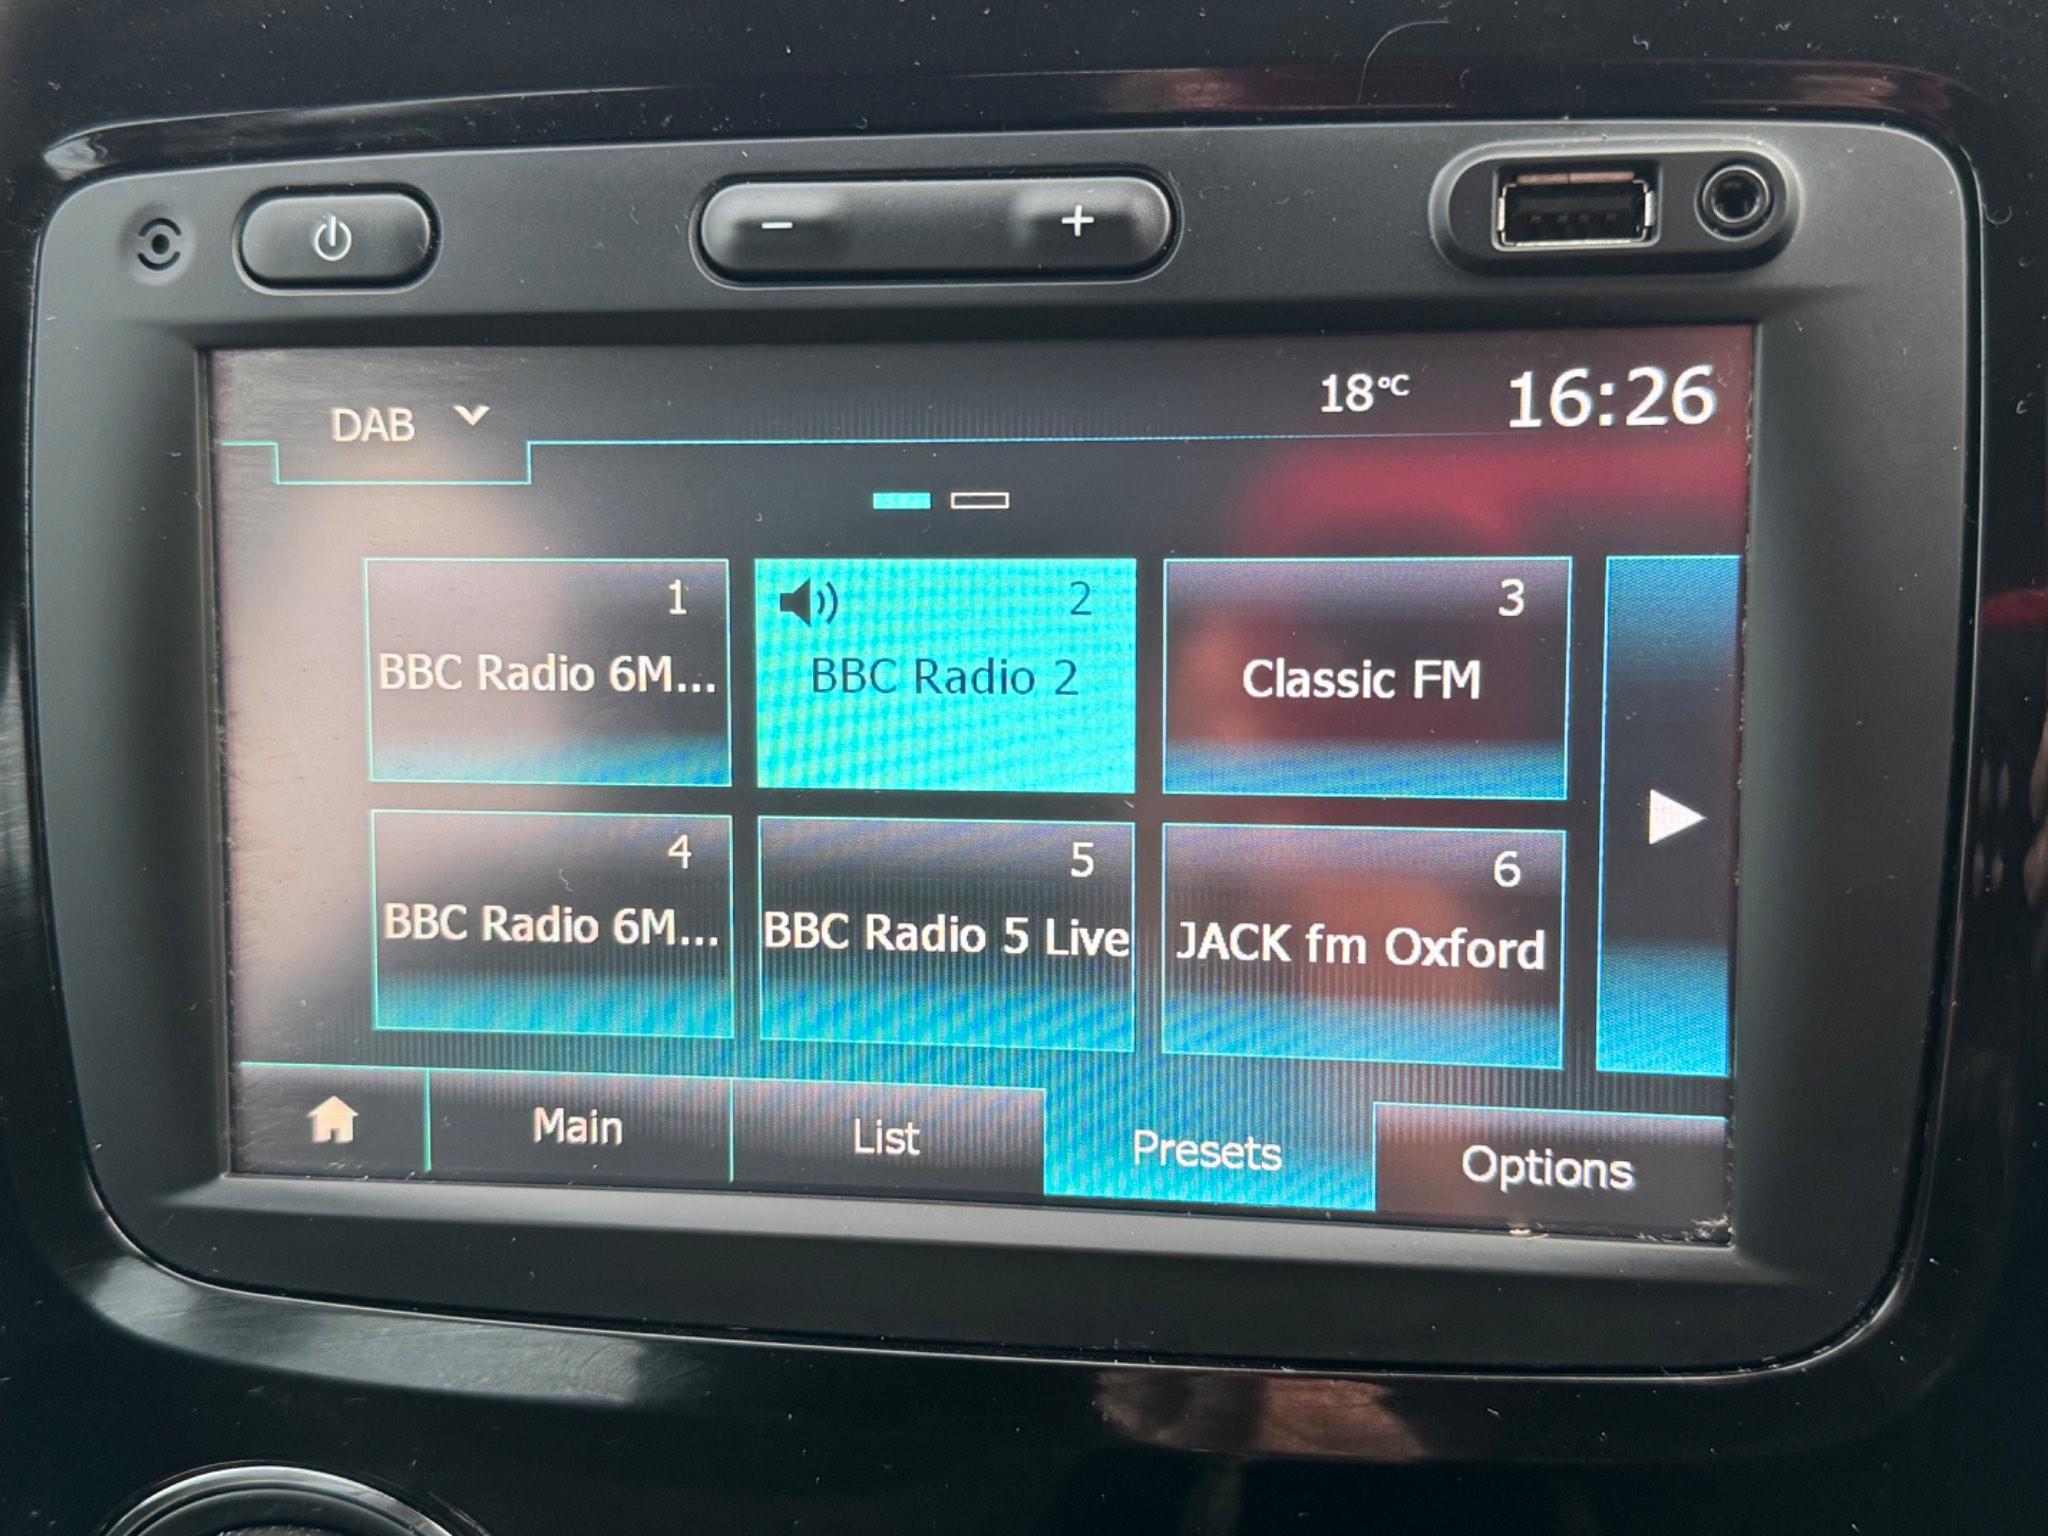 DAB
18°C
16:26
1
BBC Radio 6M...
2
BBC Radio 2
3
Classic FM
4
BBC Radio 6M...
5
BBC Radio 5 Live
6
JACK fm Oxford
Main
List
Presets
Options